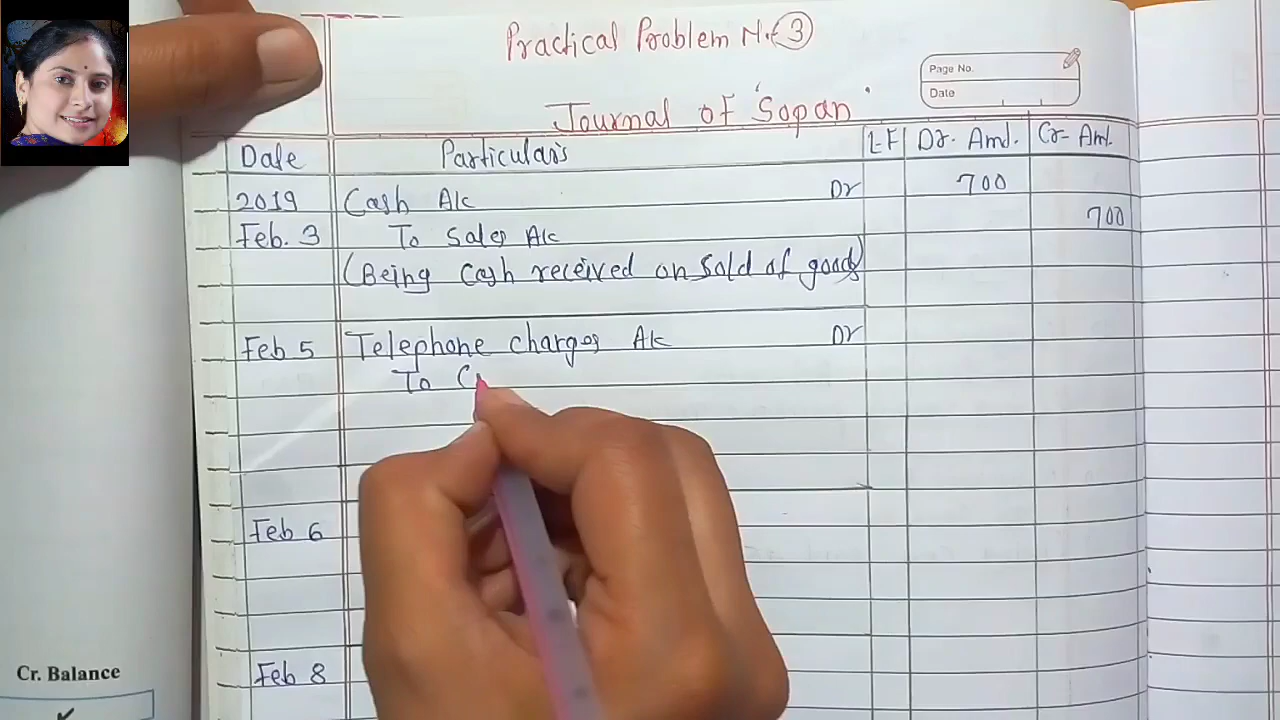 Practical Problem No. 3
Page No.
Date
Journal of 'Sopan'
Date Particulars L.F Dr. Amt. Cr. Amt.
2019 Cash A/c Dr 700
Feb. 3 To Sales A/c 700
(Being Cash received on sold of goods)
Feb 5 Telephone charges A/c Dr
To C
Feb 6
Feb 8
Cr. Balance